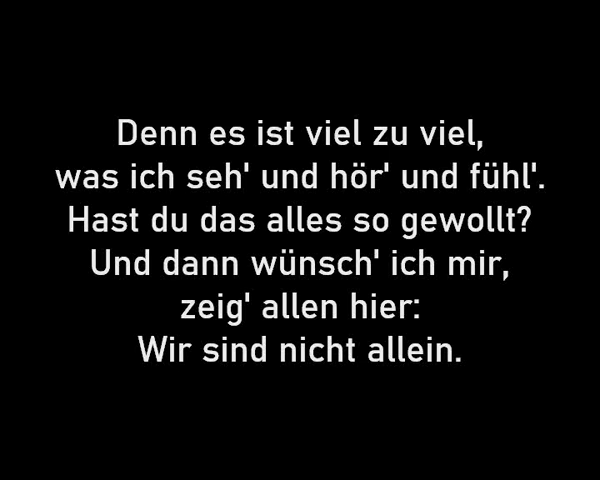 Denn es ist viel zu viel,
was ich seh' und hör' und fühl'.
Hast du das alles so gewollt?
Und dann wünsch' ich mir,
zeig' allen hier:
Wir sind nicht allein.